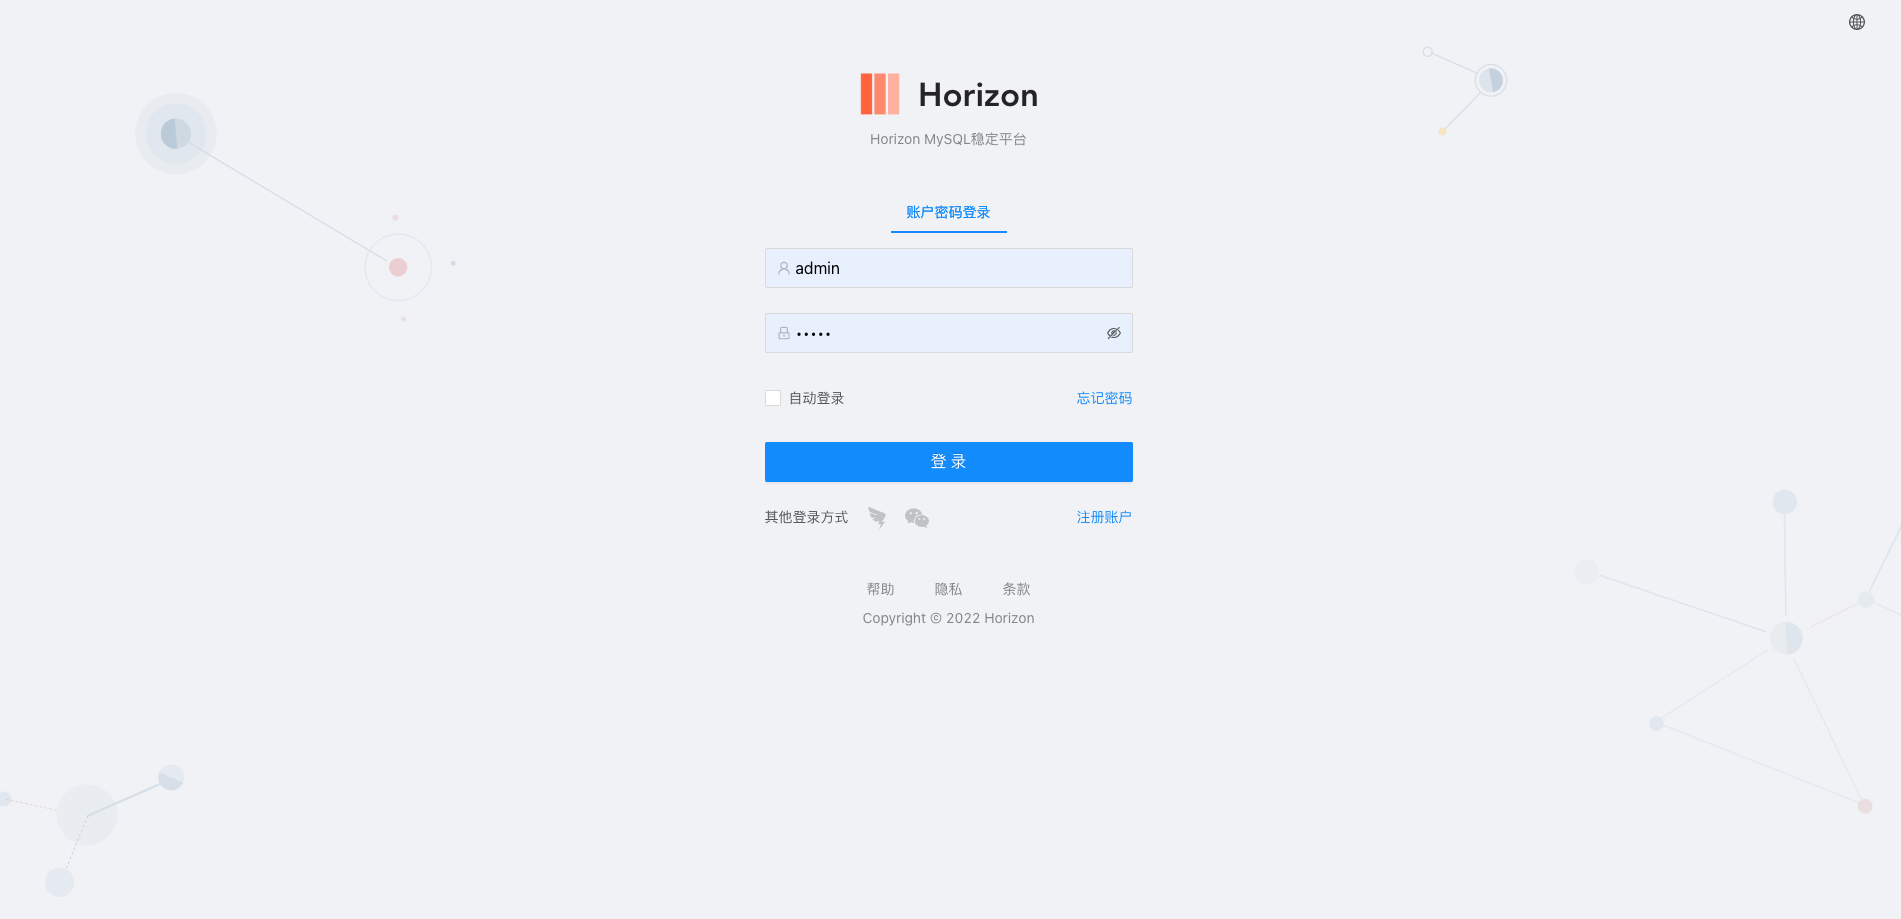 Horizon
Horizon MySQL稳定平台
账户密码登录
admin
•••••
自动登录 忘记密码
登 录
其他登录方式 注册账户
帮助 隐私 条款
Copyright © 2022 Horizon